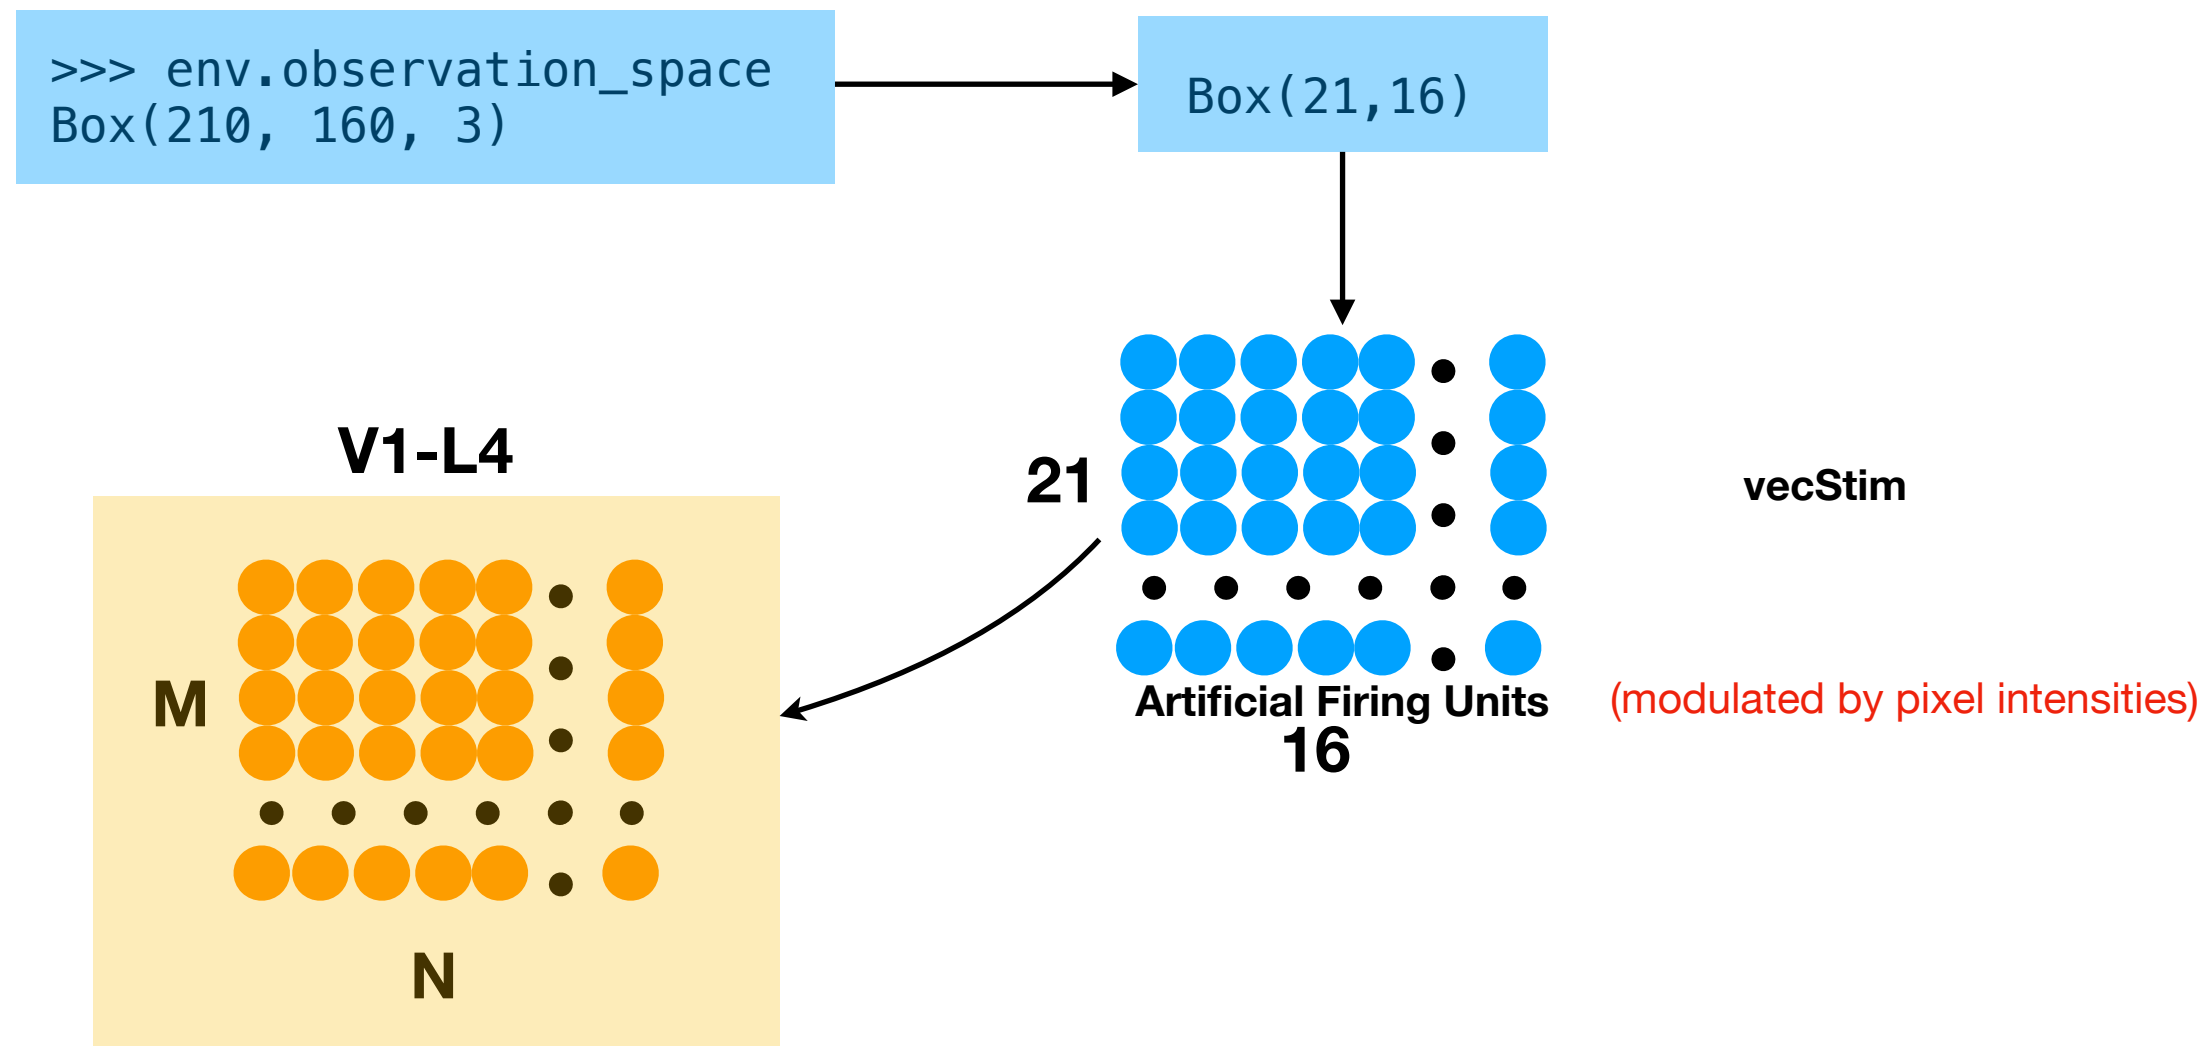 >>> env.observation_space
Box(210, 160, 3)
Box(21,16)
V1-L4
21
vecStim
M
Artificial Firing Units
(modulated by pixel intensities)
16
N